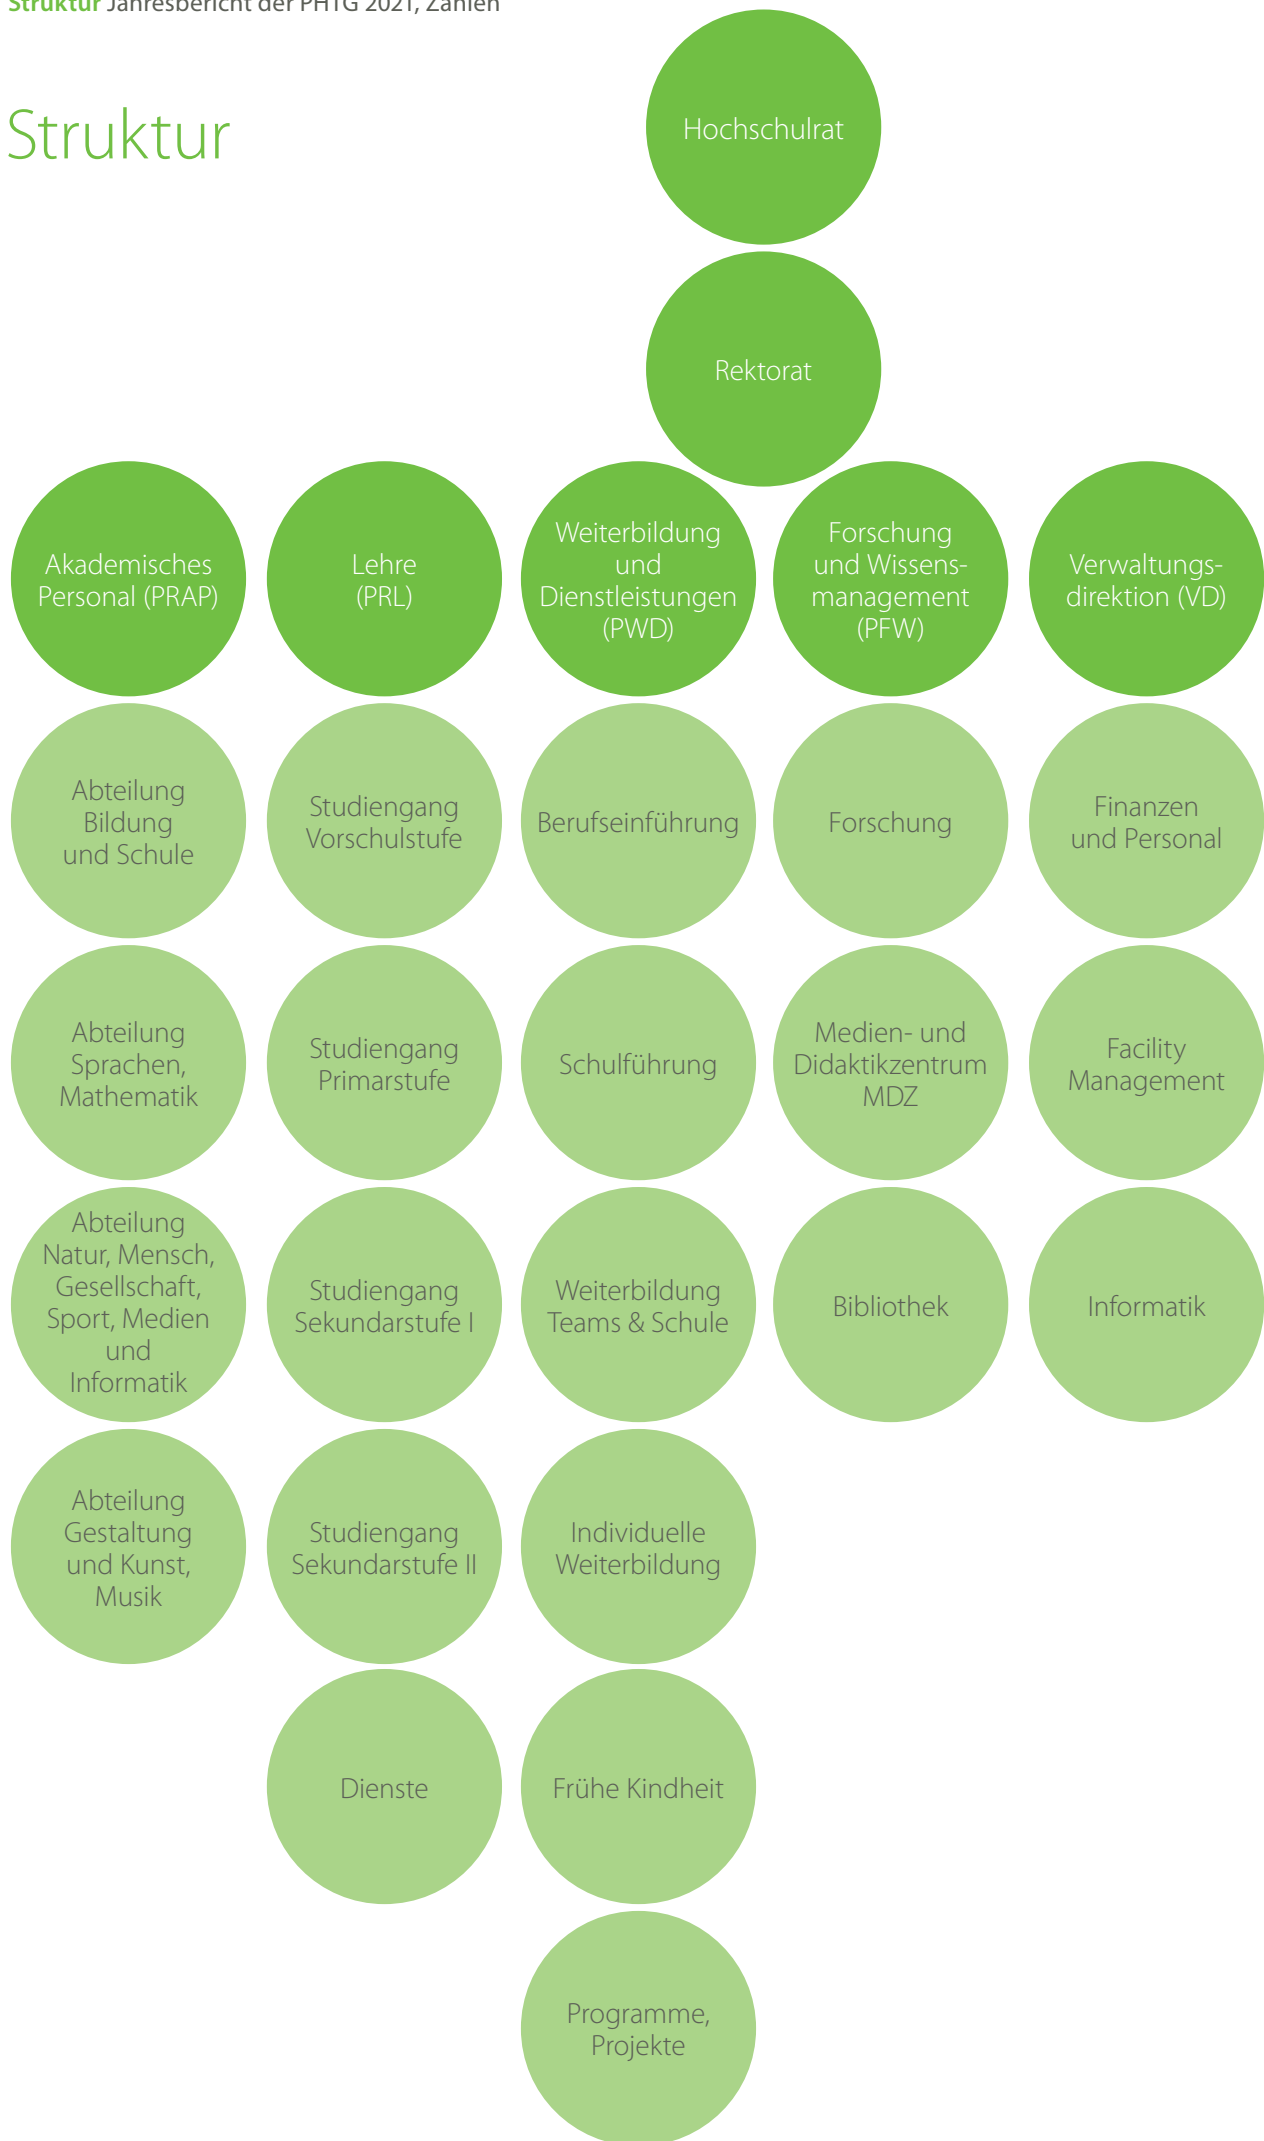 Struktur Jahresbericht der PHTG 2021, Zahlen
Struktur
Hochschulrat
Rektorat
Akademisches
Personal (PRAP)
Lehre
(PRL)
Weiterbildung
und
Dienstleistungen
(PWD)
Forschung
und Wissens-
management
(PFW)
Verwaltungs-
direktion (VD)
Abteilung
Bildung
und Schule
Studiengang
Vorschulstufe
Berufseinführung
Forschung
Finanzen
und Personal
Abteilung
Sprachen,
Mathematik
Studiengang
Primarstufe
Schulführung
Medien- und
Didaktikzentrum
MDZ
Facility
Management
Abteilung
Natur, Mensch,
Gesellschaft,
Sport, Medien
und
Informatik
Studiengang
Sekundarstufe I
Weiterbildung
Teams & Schule
Bibliothek
Informatik
Abteilung
Gestaltung
und Kunst,
Musik
Studiengang
Sekundarstufe II
Individuelle
Weiterbildung
Dienste
Frühe Kindheit
Programme,
Projekte